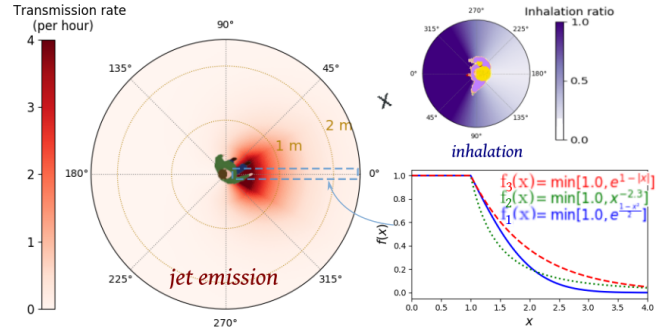 Transmission rate
(per hour)
4
3
2
1
0
90°
135°
45°
180°
0°
225°
315°
270°
1 m
2 m
jet emission
X
270°
225°
315°
0°
180°
45°
135°
90°
inhalation
Inhalation ratio
1.0
0.5
0.0
f₃(x) = min[1.0, e^{1-|x|}]
f₂(x) = min[1.0, x^{-2.3}]
f₁(x) = min[1.0, e^{\frac{1-x²}{2}}]
1.0
0.8
0.6
0.4
0.2
0.0
f(x)
0.0 0.5 1.0 1.5 2.0 2.5 3.0 3.5 4.0
x